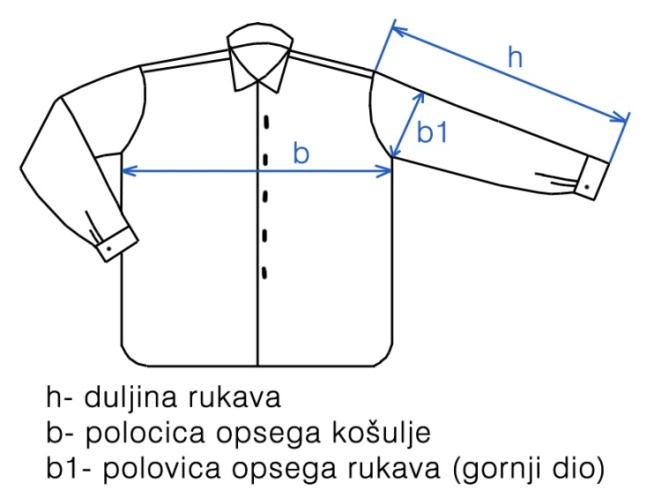 h
b1
b
h- duljina rukava
b- polocica opsega košulje
b1- polovica opsega rukava (gornji dio)